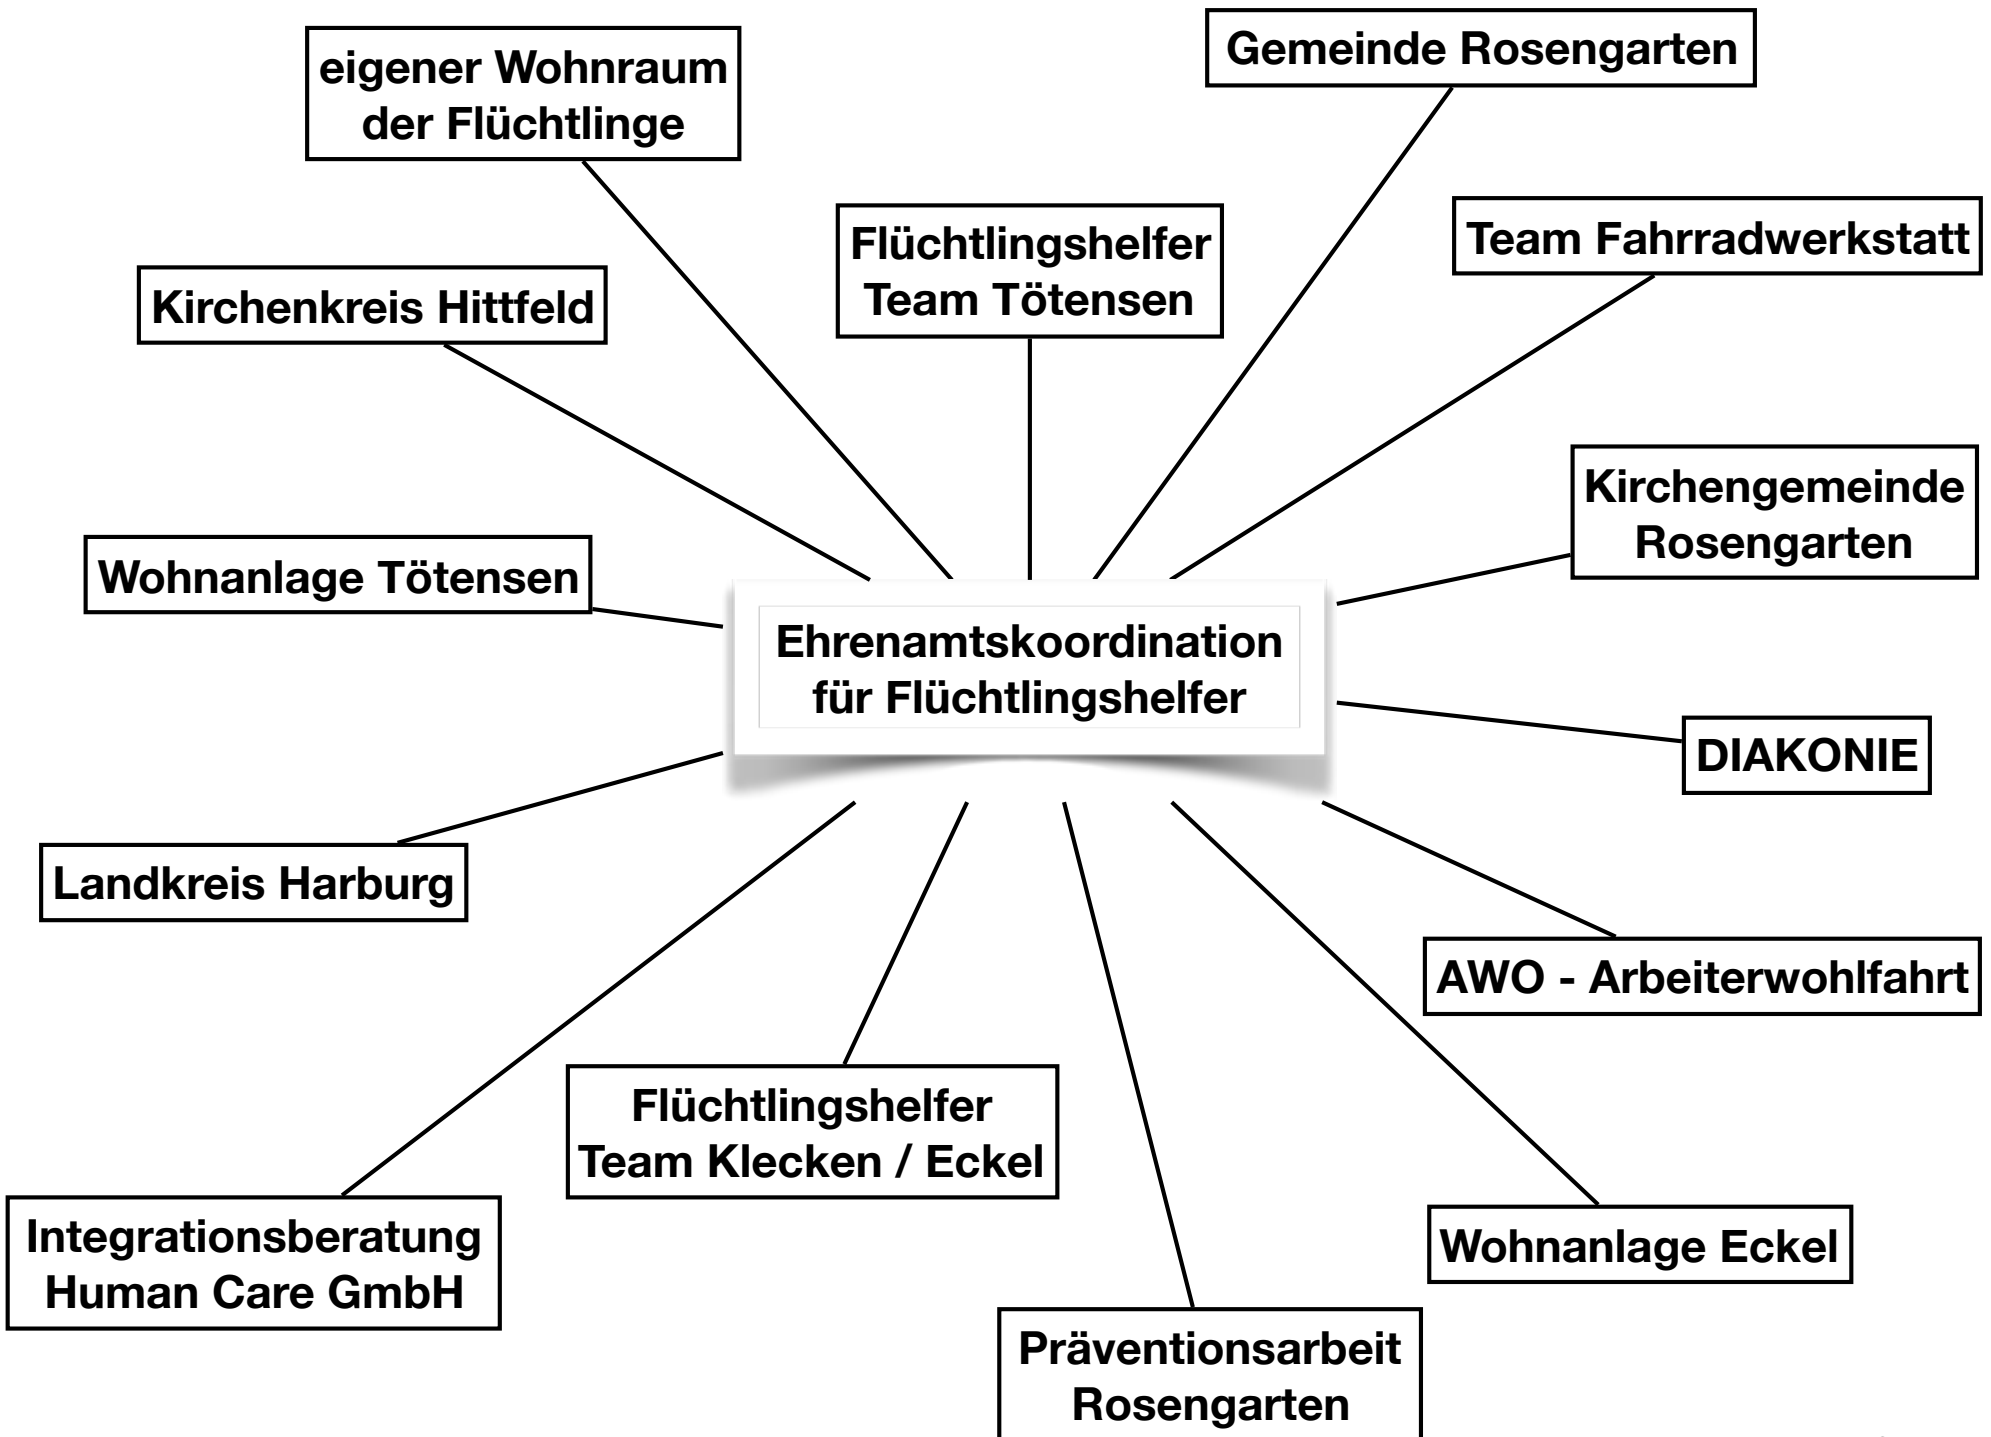 eigener Wohnraum
der Flüchtlinge
Gemeinde Rosengarten
Flüchtlingshelfer
Team Tötensen
Team Fahrradwerkstatt
Kirchenkreis Hittfeld
Kirchengemeinde
Rosengarten
Wohnanlage Tötensen
Ehrenamtskoordination
für Flüchtlingshelfer
DIAKONIE
Landkreis Harburg
AWO - Arbeiterwohlfahrt
Flüchtlingshelfer
Team Klecken / Eckel
Integrationsberatung
Human Care GmbH
Wohnanlage Eckel
Präventionsarbeit
Rosengarten